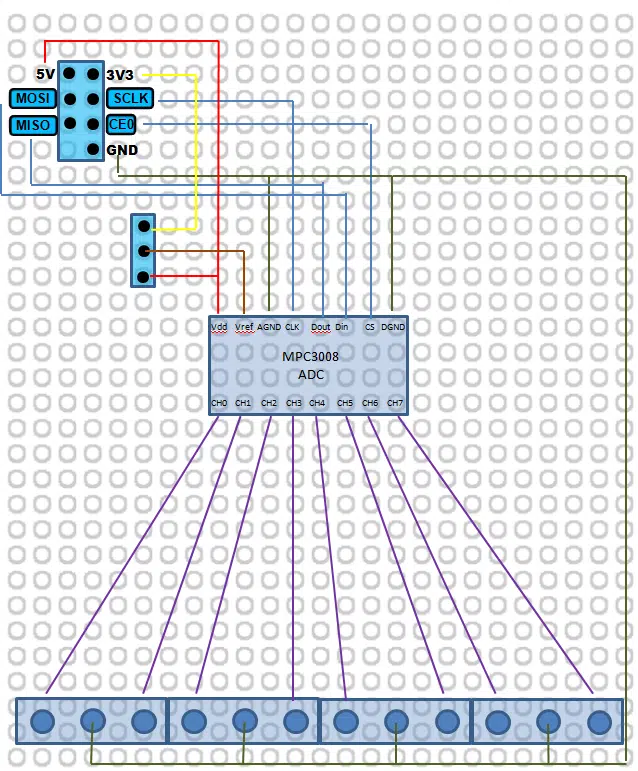 5V 3V3
MOSI SCLK
MISO CE0
GND
Vdd Vref AGND CLK Dout Din CS DGND
MPC3008
ADC
CH0 CH1 CH2 CH3 CH4 CH5 CH6 CH7